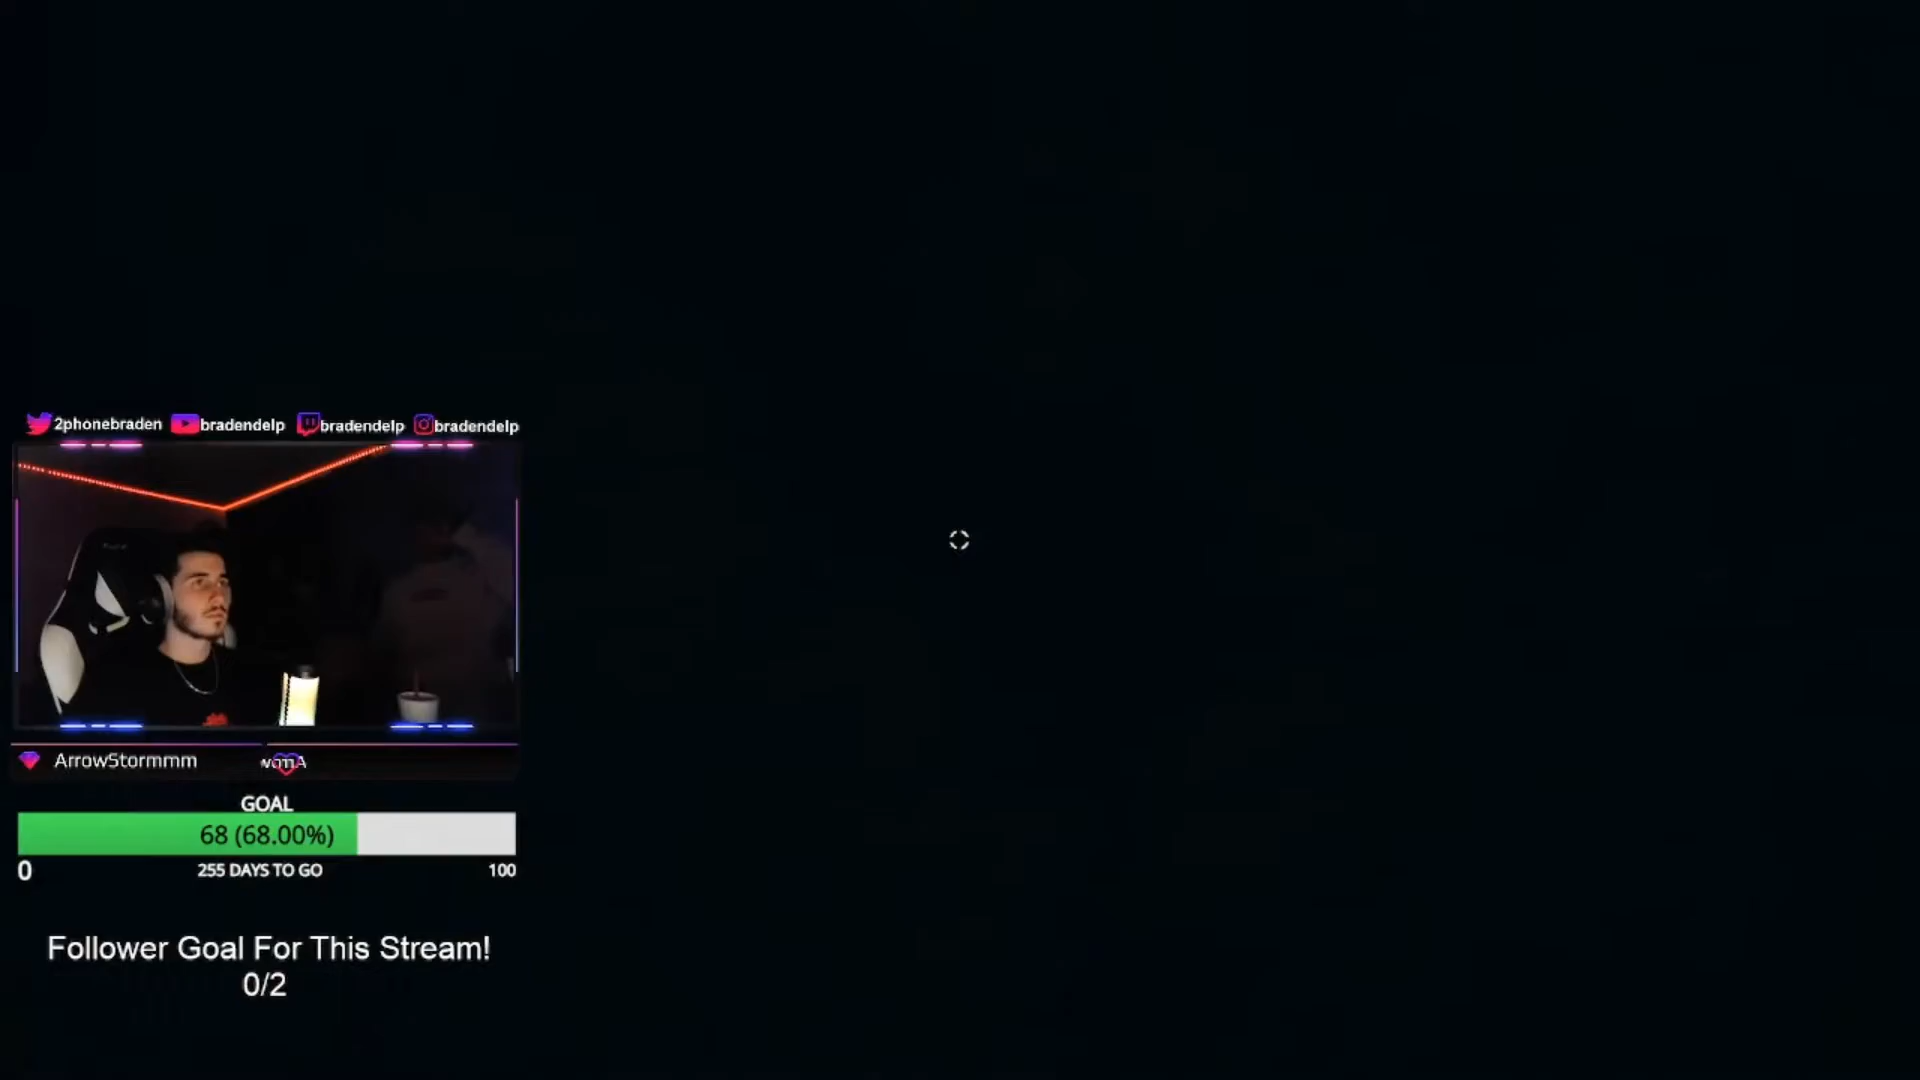 2phonebraden bradendelp bradendelp bradendelp
ArrowStormmm
GOAL
68 (68.00%)
0 255 DAYS TO GO 100
Follower Goal For This Stream!
0/2